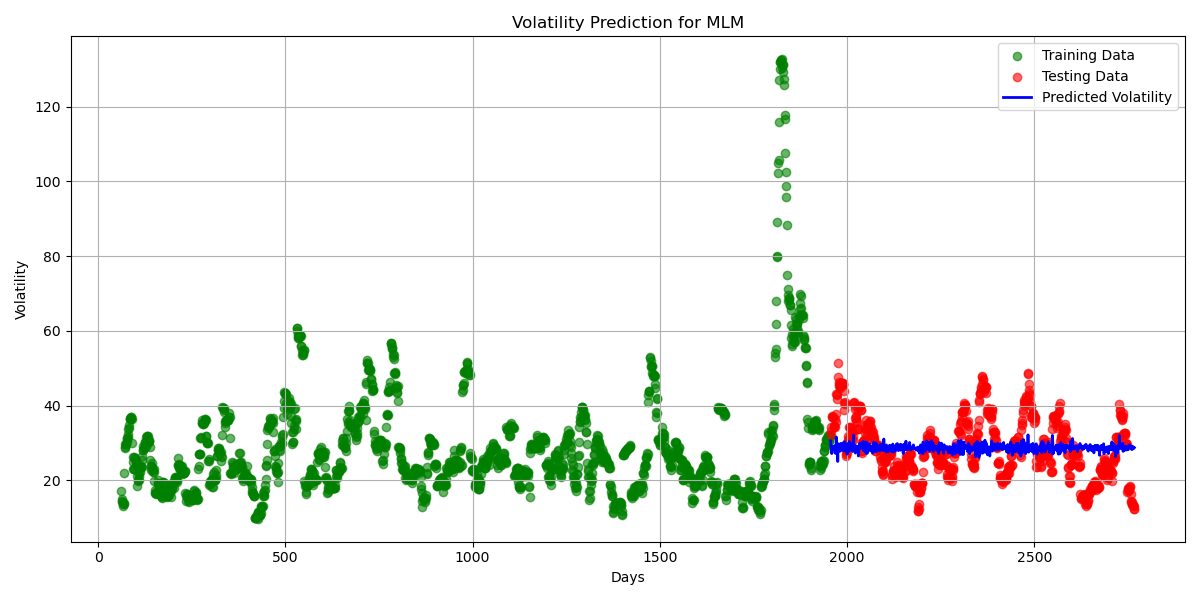 Volatility Prediction for MLM
Training Data
Testing Data
Predicted Volatility
Volatility
120
100
80
60
40
20
0
500
1000
1500
2000
2500
Days